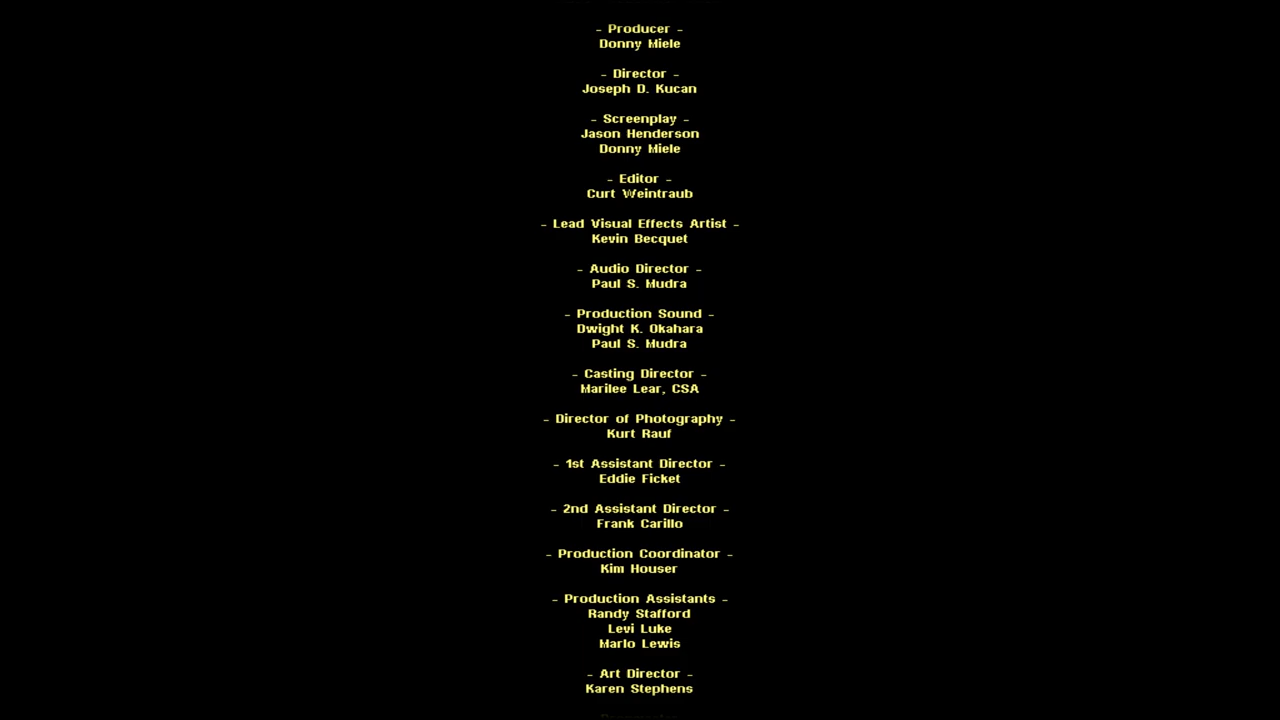 - Producer -
Donny Miele
- Director -
Joseph D. Kucan
- Screenplay -
Jason Henderson
Donny Miele
- Editor -
Curt Weintraub
- Lead Visual Effects Artist -
Kevin Becquet
- Audio Director -
Paul S. Mudra
- Production Sound -
Dwight K. Okahara
Paul S. Mudra
- Casting Director -
Marilee Lear, CSA
- Director of Photography -
Kurt Rauf
- 1st Assistant Director -
Eddie Ficket
- 2nd Assistant Director -
Frank Carillo
- Production Coordinator -
Kim Houser
- Production Assistants -
Randy Stafford
Levi Luke
Marlo Lewis
- Art Director -
Karen Stephens